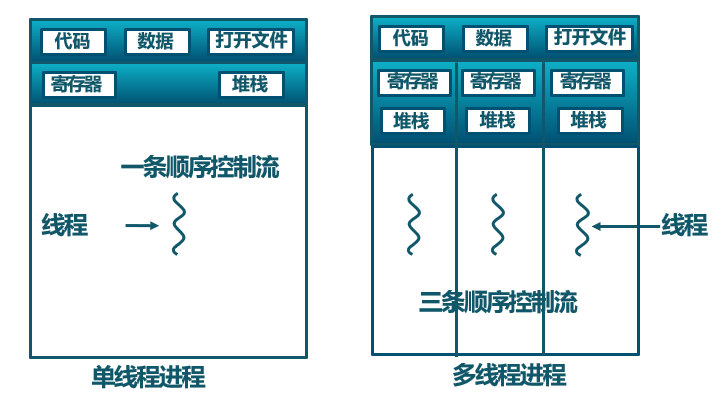 代码 数据 打开文件
寄存器 堆栈
一条顺序控制流
线程
单线程进程
代码 数据 打开文件
寄存器 寄存器 寄存器
堆栈 堆栈 堆栈
线程
三条顺序控制流
多线程进程